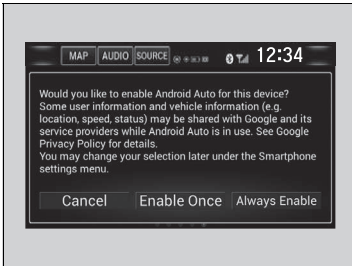 MAP AUDIO SOURCE 12:34
Would you like to enable Android Auto for this device?
Some user information and vehicle information (e.g.
location, speed, status) may be shared with Google and its
service providers while Android Auto is in use. See Google
Privacy Policy for details.
You may change your selection later under the Smartphone
settings menu.
Cancel Enable Once Always Enable